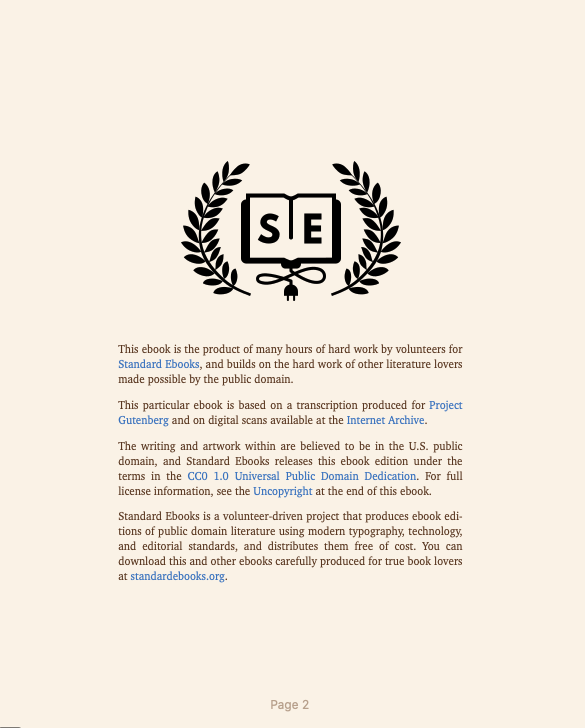 S E
This ebook is the product of many hours of hard work by volunteers for
Standard Ebooks, and builds on the hard work of other literature lovers
made possible by the public domain.
This particular ebook is based on a transcription produced for Project
Gutenberg and on digital scans available at the Internet Archive.
The writing and artwork within are believed to be in the U.S. public
domain, and Standard Ebooks releases this ebook edition under the
terms in the CC0 1.0 Universal Public Domain Dedication. For full
license information, see the Uncopyright at the end of this ebook.
Standard Ebooks is a volunteer-driven project that produces ebook edi-
tions of public domain literature using modern typography, technology,
and editorial standards, and distributes them free of cost. You can
download this and other ebooks carefully produced for true book lovers
at standardebooks.org.
Page 2